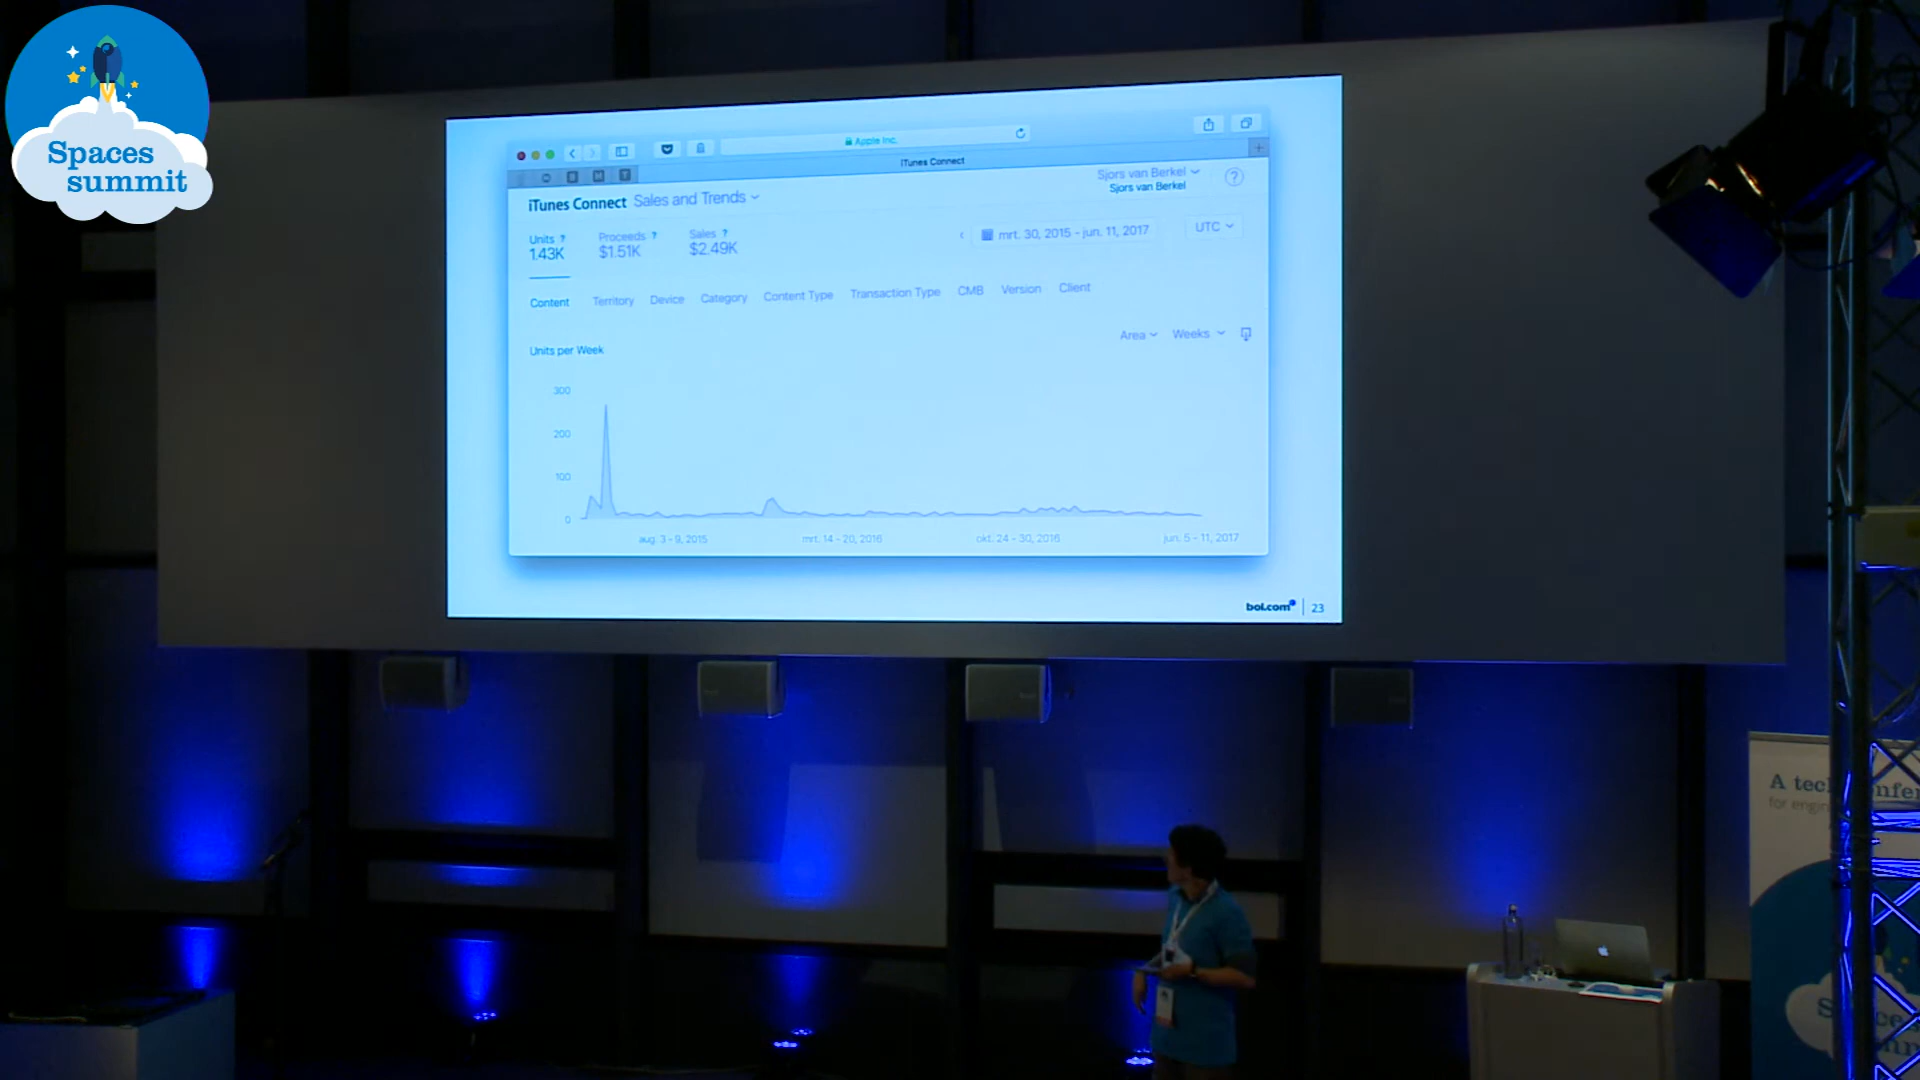 Spaces
summit
Apple Inc.
iTunes Connect
Sjors van Berkel
Sjors van Berkel
?
iTunes Connect Sales and Trends
Units ? Proceeds ? Sales ?
1.43K $1.51K $2.49K
mrt. 30, 2015 - jun. 11, 2017 UTC
Content Territory Device Category Content Type Transaction Type CMB Version Client
Area Weeks
Units per Week
300
200
100
0
aug. 3 - 9, 2015 mrt. 14 - 20, 2016 okt. 24 - 30, 2016 jun. 5 - 11, 2017
bol.com 23
A tec
for engi